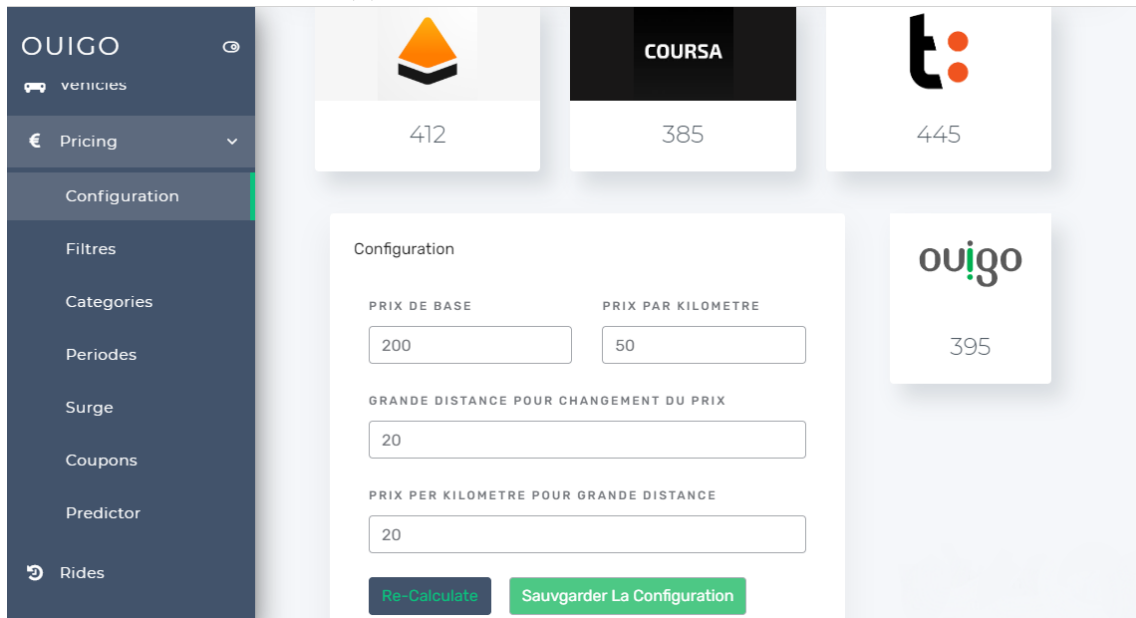 OUIGO
Vehicles
€ Pricing
Configuration
Filtres
Categories
Periodes
Surge
Coupons
Predictor
Rides
COURSA
t:
412
385
445
Configuration
PRIX DE BASE
PRIX PAR KILOMETRE
200
50
GRANDE DISTANCE POUR CHANGEMENT DU PRIX
20
PRIX PER KILOMETRE POUR GRANDE DISTANCE
20
Re-Calculate
Sauvgarder La Configuration
ouigo
395